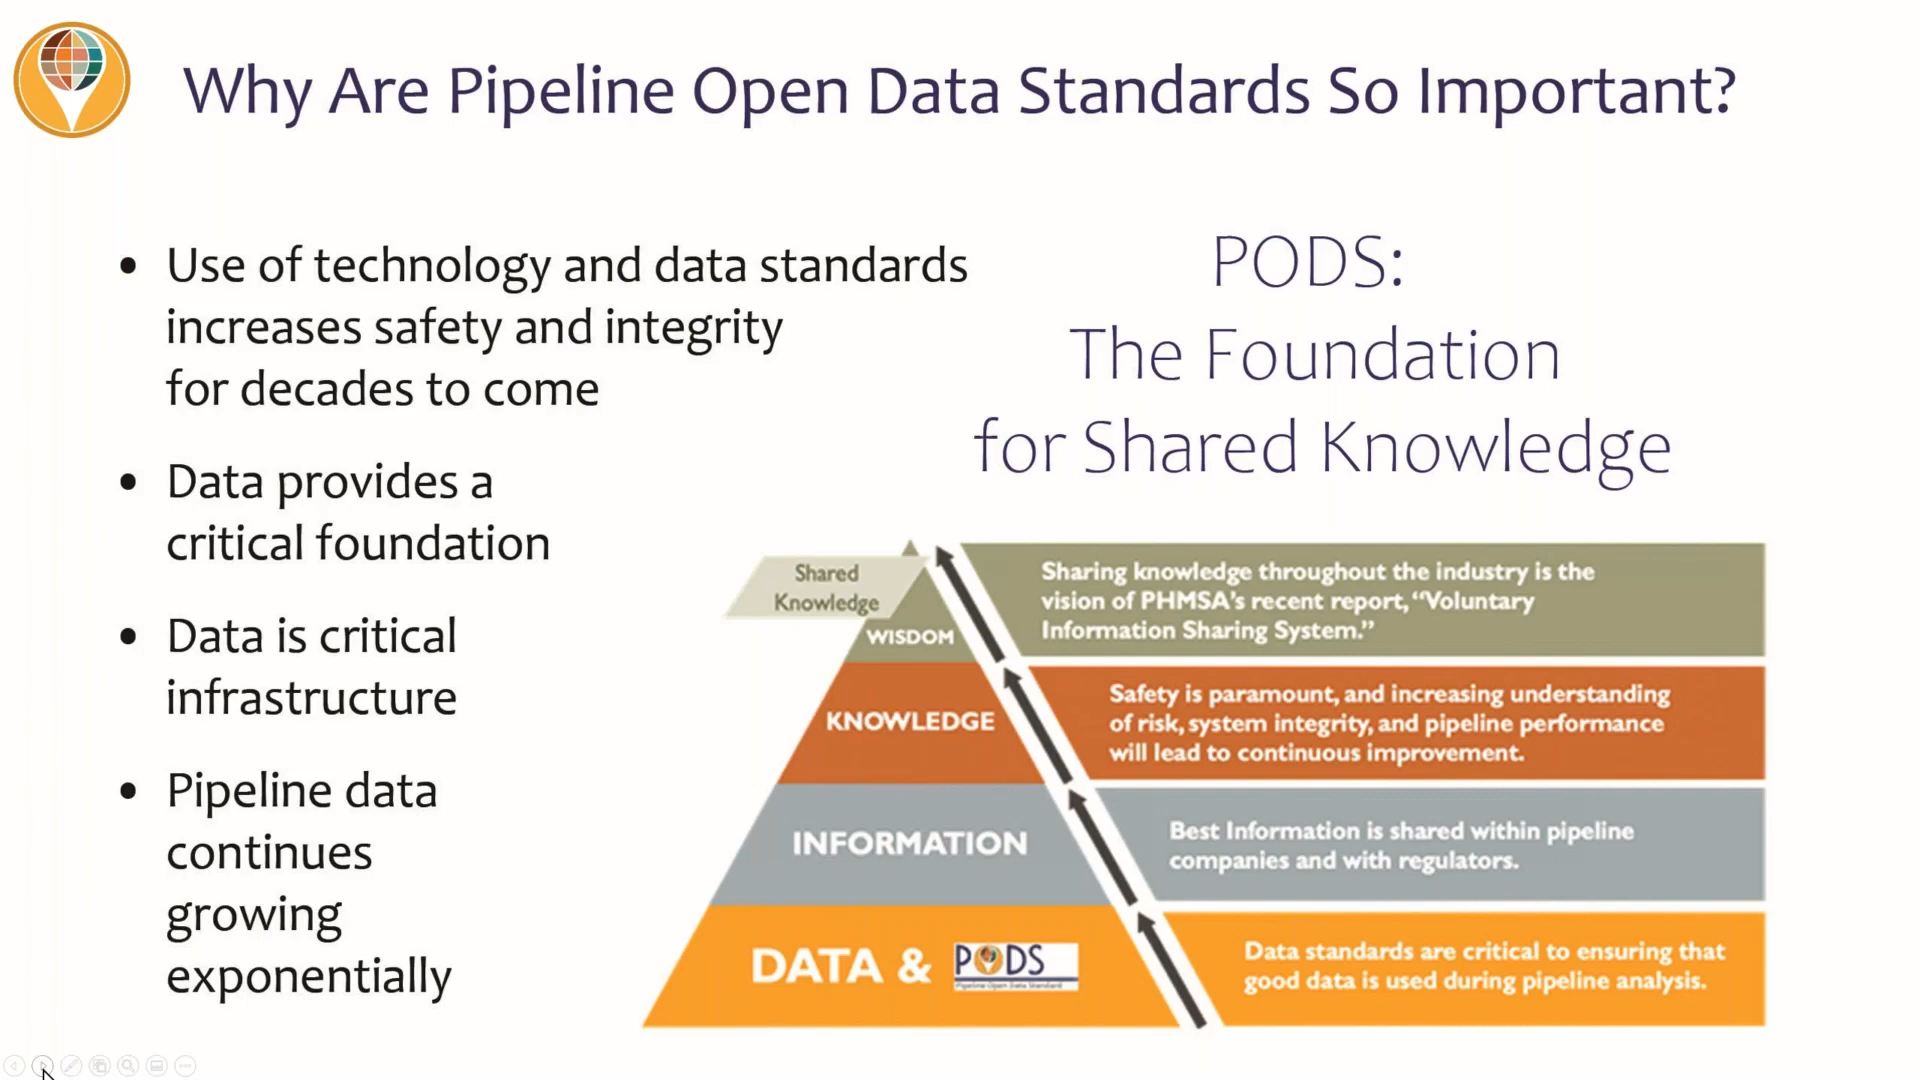 Why Are Pipeline Open Data Standards So Important?
• Use of technology and data standards
increases safety and integrity
for decades to come
• Data provides a
critical foundation
• Data is critical
infrastructure
• Pipeline data
continues
growing
exponentially
PODS:
The Foundation
for Shared Knowledge
Shared
Knowledge
WISDOM
Sharing knowledge throughout the industry is the
vision of PHMSA's recent report, “Voluntary
Information Sharing System.”
KNOWLEDGE
Safety is paramount, and increasing understanding
of risk, system integrity, and pipeline performance
will lead to continuous improvement.
INFORMATION
Best Information is shared within pipeline
companies and with regulators.
DATA & PODS
Pipeline Open Data Standard
Data standards are critical to ensuring that
good data is used during pipeline analysis.